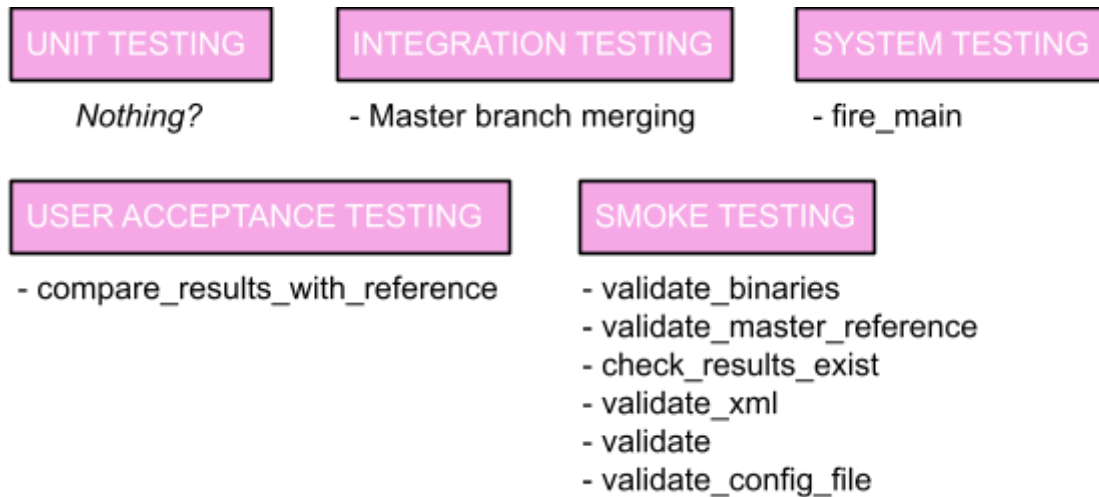 UNIT TESTING
Nothing?
INTEGRATION TESTING
- Master branch merging
SYSTEM TESTING
- fire_main
USER ACCEPTANCE TESTING
- compare_results_with_reference
SMOKE TESTING
- validate_binaries
- validate_master_reference
- check_results_exist
- validate_xml
- validate
- validate_config_file